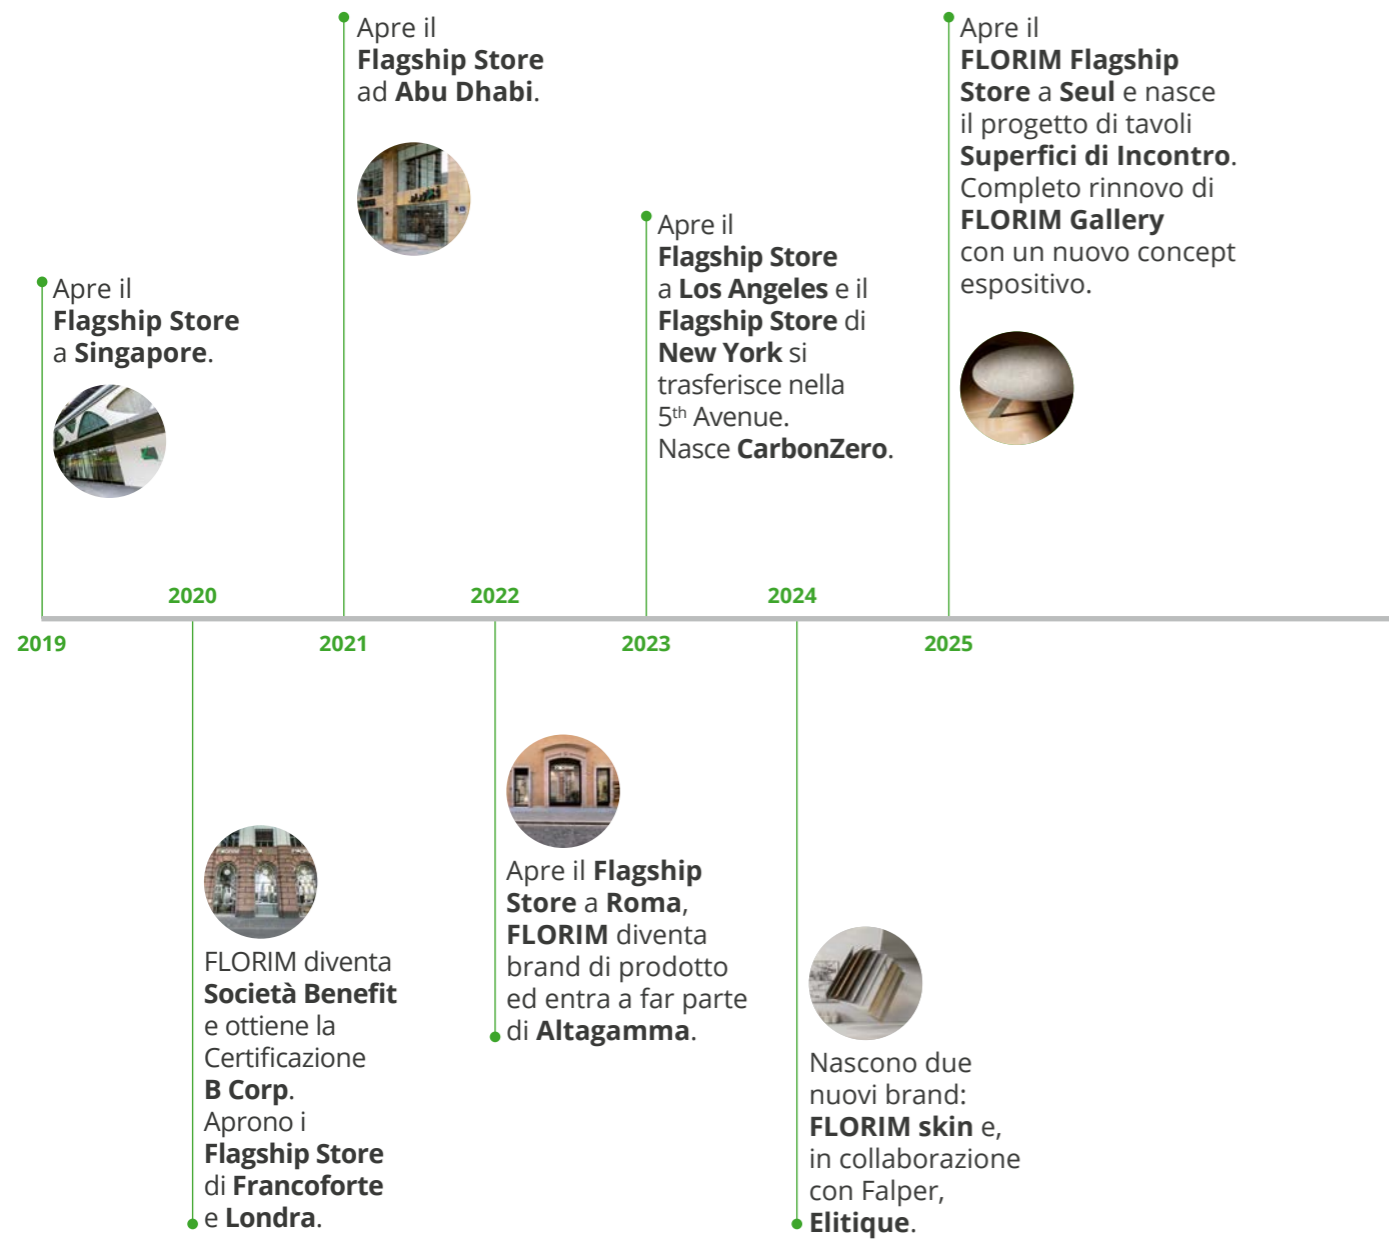 Apre il
Flagship Store
a Singapore.
2019
2020
FLORIM diventa
Società Benefit
e ottiene la
Certificazione
B Corp.
Aprono i
Flagship Store
di Francoforte
e Londra.
Apre il
Flagship Store
ad Abu Dhabi.
2021
2022
Apre il Flagship
Store a Roma,
FLORIM diventa
brand di prodotto
ed entra a far parte
di Altagamma.
Apre il
Flagship Store
a Los Angeles e il
Flagship Store di
New York si
trasferisce nella
5th Avenue.
Nasce CarbonZero.
2023
2024
Nascono due
nuovi brand:
FLORIM skin e,
in collaborazione
con Falper,
Elitique.
Apre il
FLORIM Flagship
Store a Seul e nasce
il progetto di tavoli
Superfici di Incontro.
Completo rinnovo di
FLORIM Gallery
con un nuovo concept
espositivo.
2025